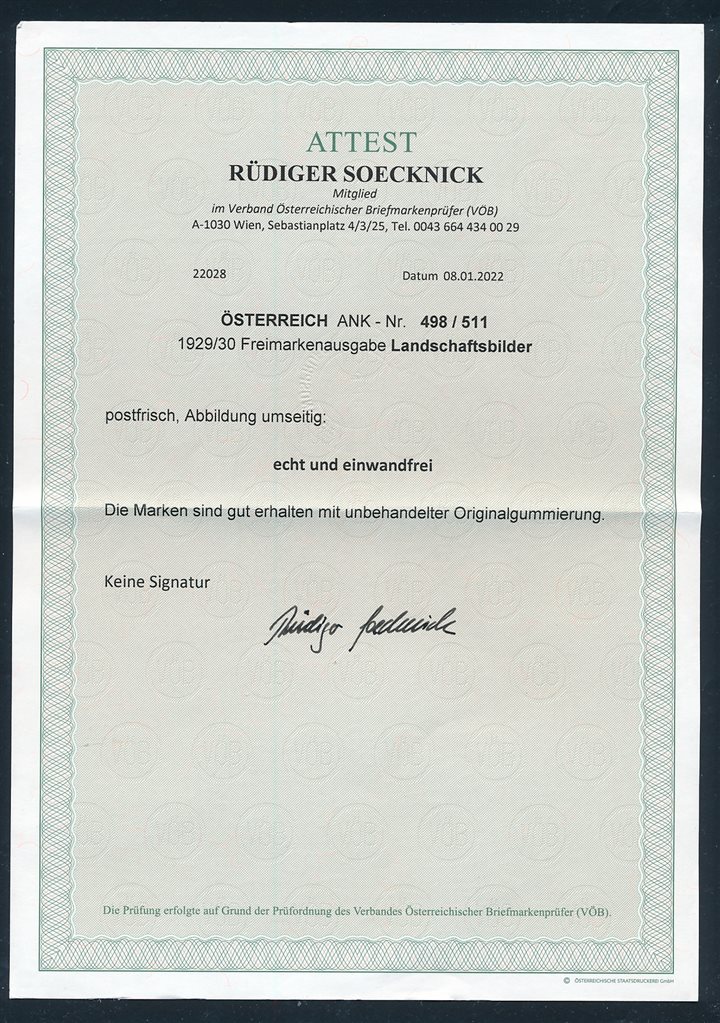 ATTEST
RÜDIGER SOECKNICK
Mitglied
im Verband Österreichischer Briefmarkenprüfer (VÖB)
A-1030 Wien, Sebastianplatz 4/3/25, Tel. 0043 664 434 00 29
22028 Datum 08.01.2022
ÖSTERREICH ANK - Nr. 498 / 511
1929/30 Freimarkenausgabe Landschaftsbilder
postfrisch, Abbildung umseitig:
echt und einwandfrei
Die Marken sind gut erhalten mit unbehandelter Originalgummierung.
Keine Signatur
Rüdiger Soecknick
Die Prüfung erfolgte auf Grund der Prüfordnung des Verbandes Österreichischer Briefmarkenprüfer (VÖB).
© ÖSTERREICHISCHE STAATSDRUCKEREI GmbH